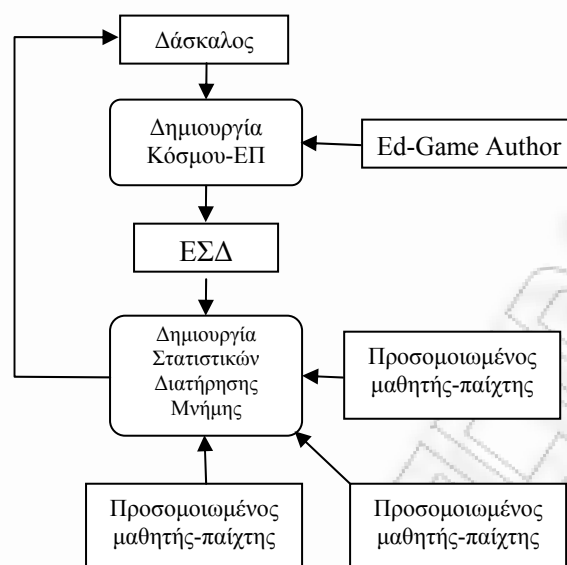 Δάσκαλος
Δημιουργία
Κόσμου-ΕΠ
Ed-Game Author
ΕΣΔ
Δημιουργία
Στατιστικών
Διατήρησης
Μνήμης
Προσομοιωμένος
μαθητής-παίχτης
Προσομοιωμένος
μαθητής-παίχτης
Προσομοιωμένος
μαθητής-παίχτης